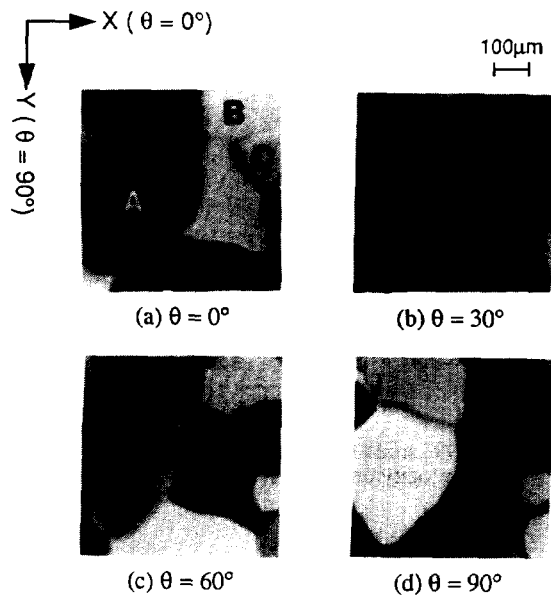 X ( θ = 0°)
Y ( θ = 90°)
100μm
B
A
(a) θ = 0°
(b) θ = 30°
(c) θ = 60°
(d) θ = 90°